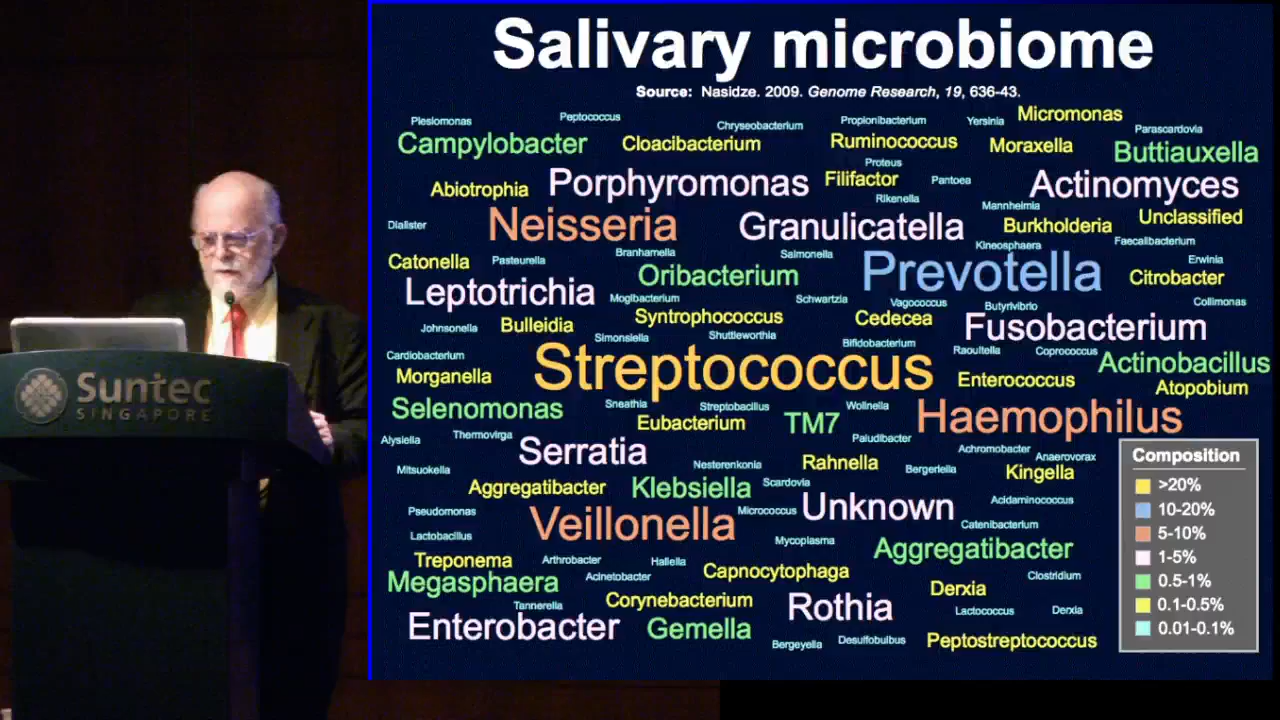 Salivary microbiome
Source: Nasidze. 2009. Genome Research, 19, 636-43.
Plesiomonas Peptococcus Chryseobacterium Propionibacterium Yersinia Micromonas
Campylobacter Cloacibacterium Ruminococcus Moraxella Parascardovia
Buttiauxella
Proteus
Abiotrophia Porphyromonas Filifactor Pantoea Actinomyces
Rikenella Mannheimia
Dialister Neisseria Granulicatella Burkholderia Unclassified
Kineosphaera Faecalibacterium
Catonella Pasteurella Branhamella Salmonella Erwinia
Oribacterium Prevotella Citrobacter
Leptotrichia Mogibacterium Schwartzia Vagococcus Butyrivibrio Collimonas
Johnsonella Bulleidia Syntrophococcus Cedecea Fusobacterium
Simonsiella Shuttleworthia Bifidobacterium
Cardiobacterium Raoultella Coprococcus Actinobacillus
Morganella Streptococcus Enterococcus Atopobium
Selenomonas Sneathia Streptobacillus Wolinella
Eubacterium TM7 Haemophilus
Alysiella Thermovirga Paludibacter
Serratia Achromobacter Anaerovorax
Mitsuokella Nesterenkonia Rahnella Bergeriella Kingella
Aggregatibacter Klebsiella Scardovia
Pseudomonas Micrococcus Unknown Acidaminococcus
Veillonella Catenibacterium
Lactobacillus Mycoplasma Aggregatibacter
Treponema Arthrobacter Hallella Capnocytophaga
Megasphaera Acinetobacter Derxia Clostridium
Tannerella Corynebacterium Rothia Lactococcus Derxia
Enterobacter Gemella Bergeyella Desulfobulbus Peptostreptococcus
Composition
>20%
10-20%
5-10%
1-5%
0.5-1%
0.1-0.5%
0.01-0.1%
Suntec
SINGAPORE